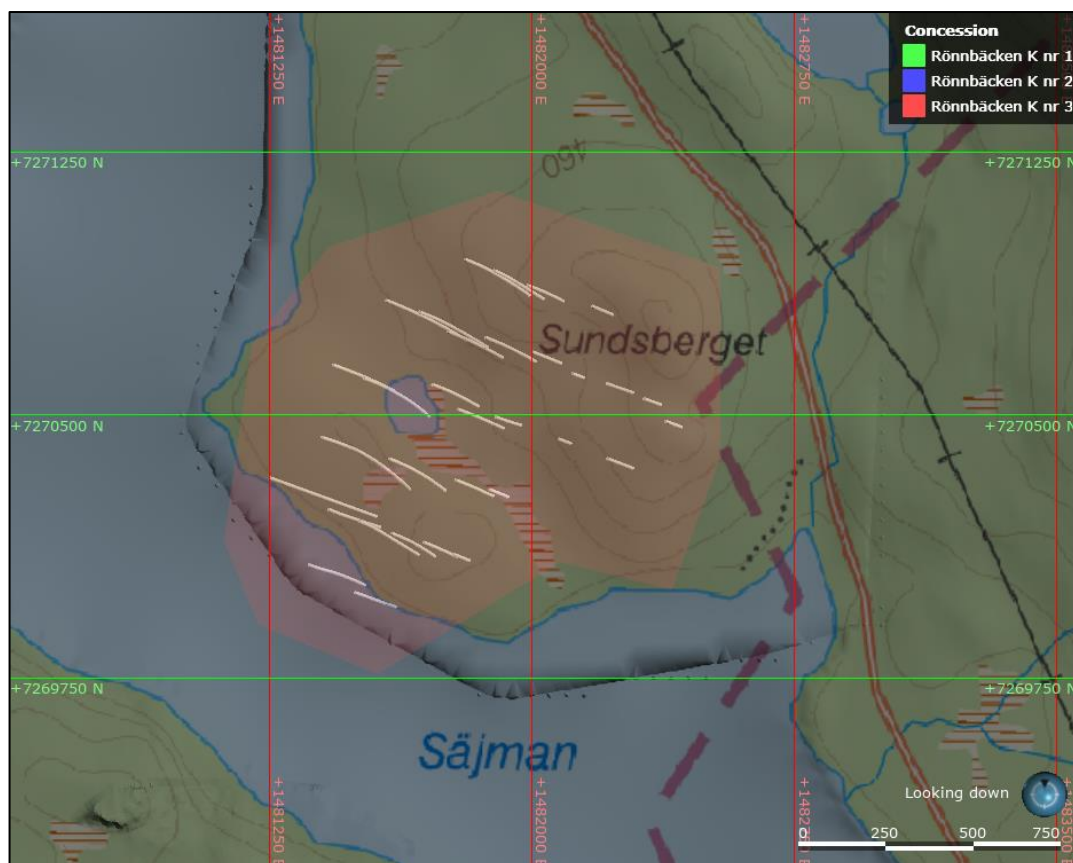 Concession
Rönnbäcken K nr 1
Rönnbäcken K nr 2
Rönnbäcken K nr 3
+1481250 E
+1482000 E
+1482750 E
+7271250 N
+7271250 N
460
Sundsberget
+7270500 N
+7270500 N
+7269750 N
+7269750 N
Säjman
Looking down
+1481250 E
+1482000 E
0 250 500 750